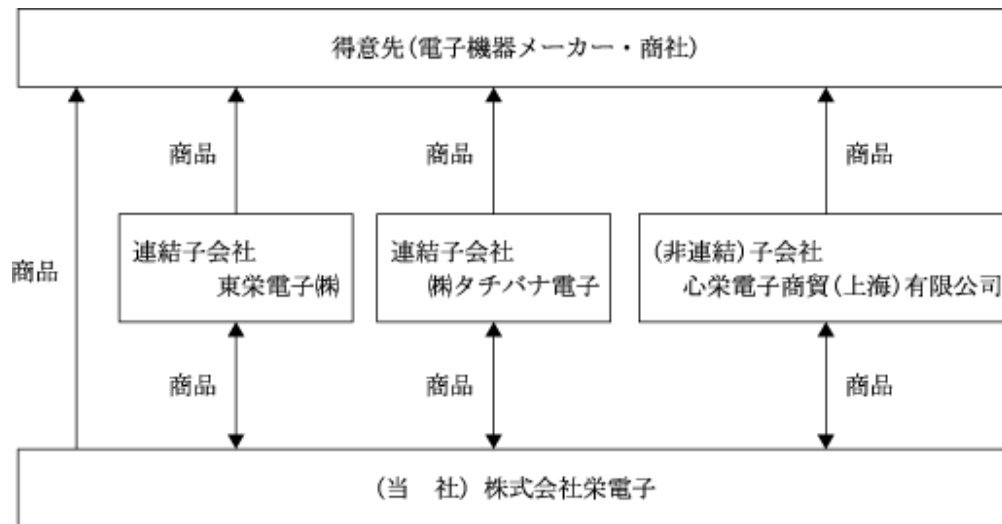 得意先(電子機器メーカー・商社)
商品
商品
商品
連結子会社
東栄電子㈱
連結子会社
㈱タチバナ電子
(非連結)子会社
心栄電子商貿(上海)有限公司
商品
商品
商品
商品
(当 社) 株式会社栄電子